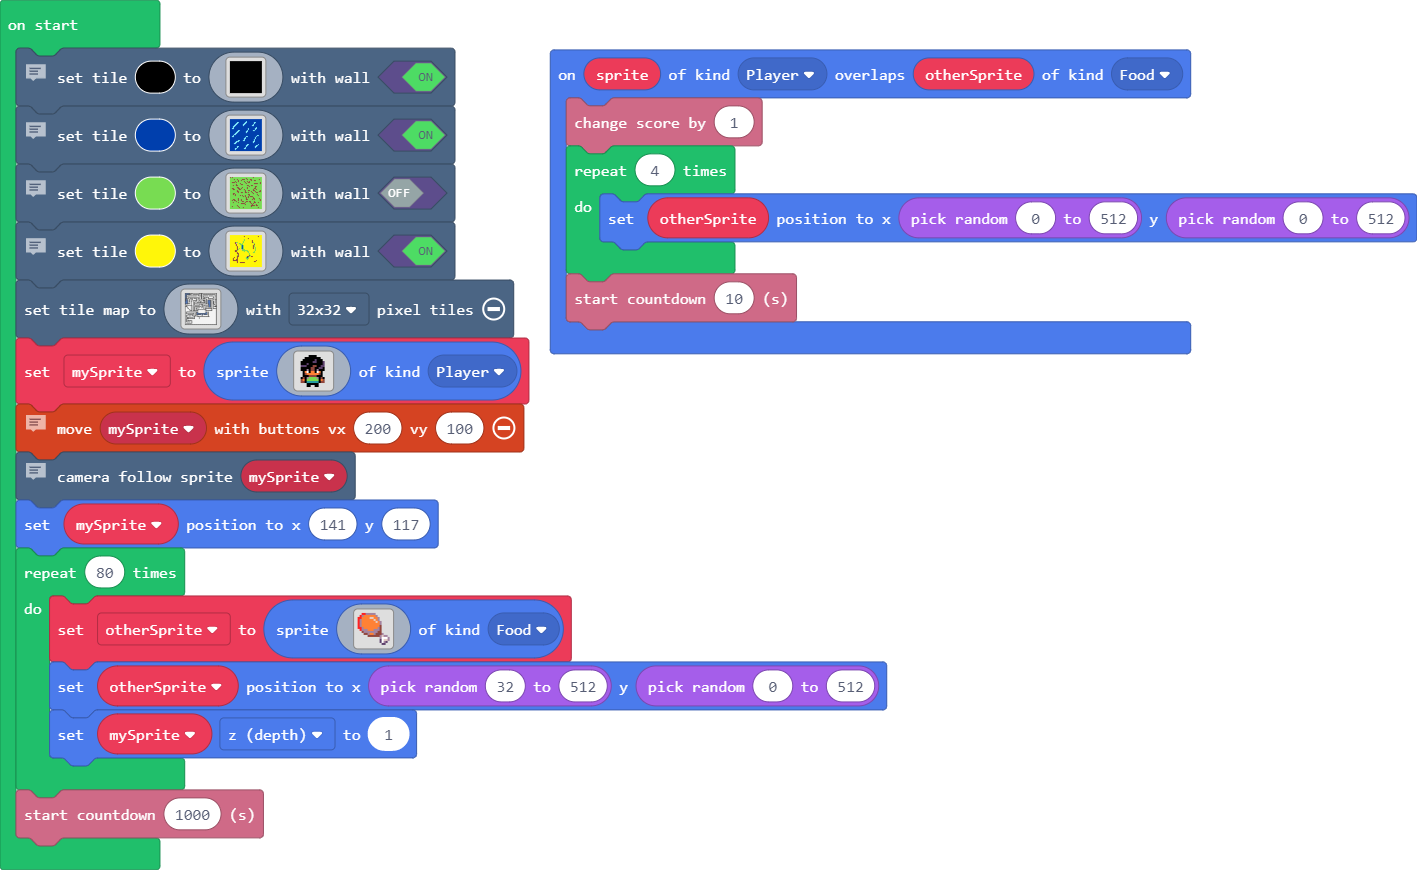 on start
set tile to with wall ON
set tile to with wall ON
set tile to with wall OFF
set tile to with wall ON
set tile map to with 32x32 pixel tiles
set mySprite to sprite of kind Player
move mySprite with buttons vx 200 vy 100
camera follow sprite mySprite
set mySprite position to x 141 y 117
repeat 80 times
do
set otherSprite to sprite of kind Food
set otherSprite position to x pick random 32 to 512 y pick random 0 to 512
set mySprite z (depth) to 1
start countdown 1000 (s)
on sprite of kind Player overlaps otherSprite of kind Food
change score by 1
repeat 4 times
do set otherSprite position to x pick random 0 to 512 y pick random 0 to 512
start countdown 10 (s)